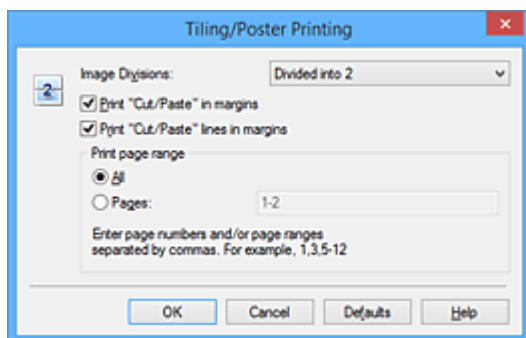 Tiling/Poster Printing
2
Image Divisions: Divided into 2
Print "Cut/Paste" in margins
Print "Cut/Paste" lines in margins
Print page range
All
Pages: 1-2
Enter page numbers and/or page ranges
separated by commas. For example, 1,3,5-12
OK Cancel Defaults Help